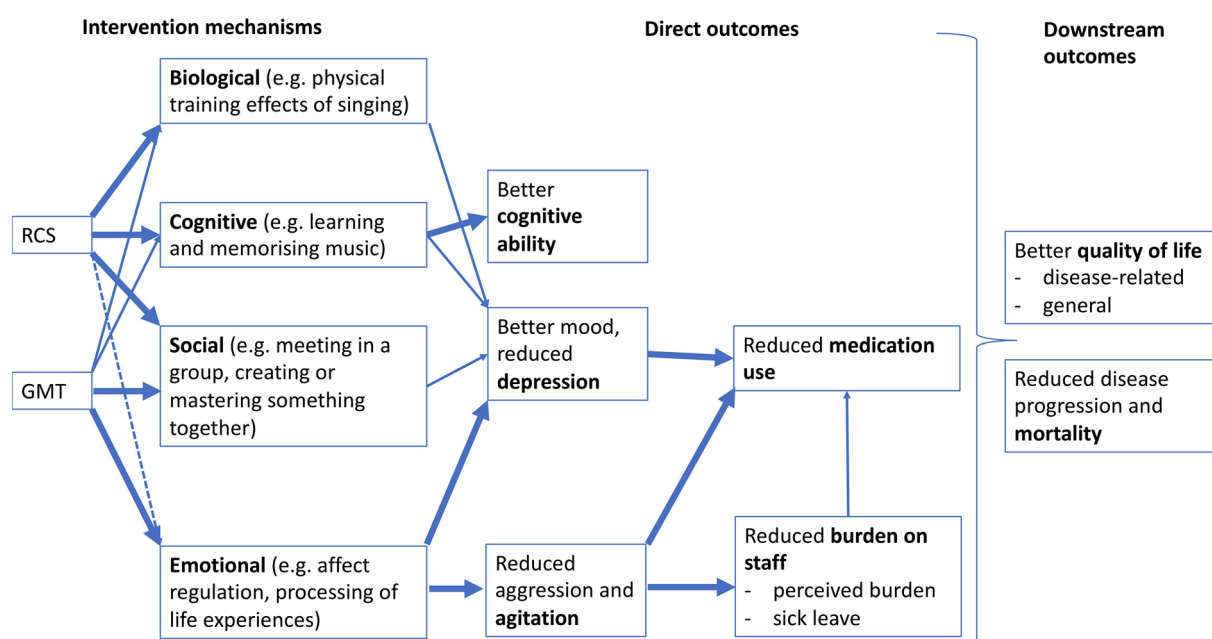 Intervention mechanisms
Direct outcomes
Downstream
outcomes
Biological (e.g. physical
training effects of singing)
RCS
Cognitive (e.g. learning
and memorising music)
Better
cognitive
ability
Better quality of life
- disease-related
- general
GMT
Social (e.g. meeting in a
group, creating or
mastering something
together)
Better mood,
reduced
depression
Reduced medication
use
Reduced disease
progression and
mortality
Emotional (e.g. affect
regulation, processing of
life experiences)
Reduced
aggression and
agitation
Reduced burden on
staff
- perceived burden
- sick leave